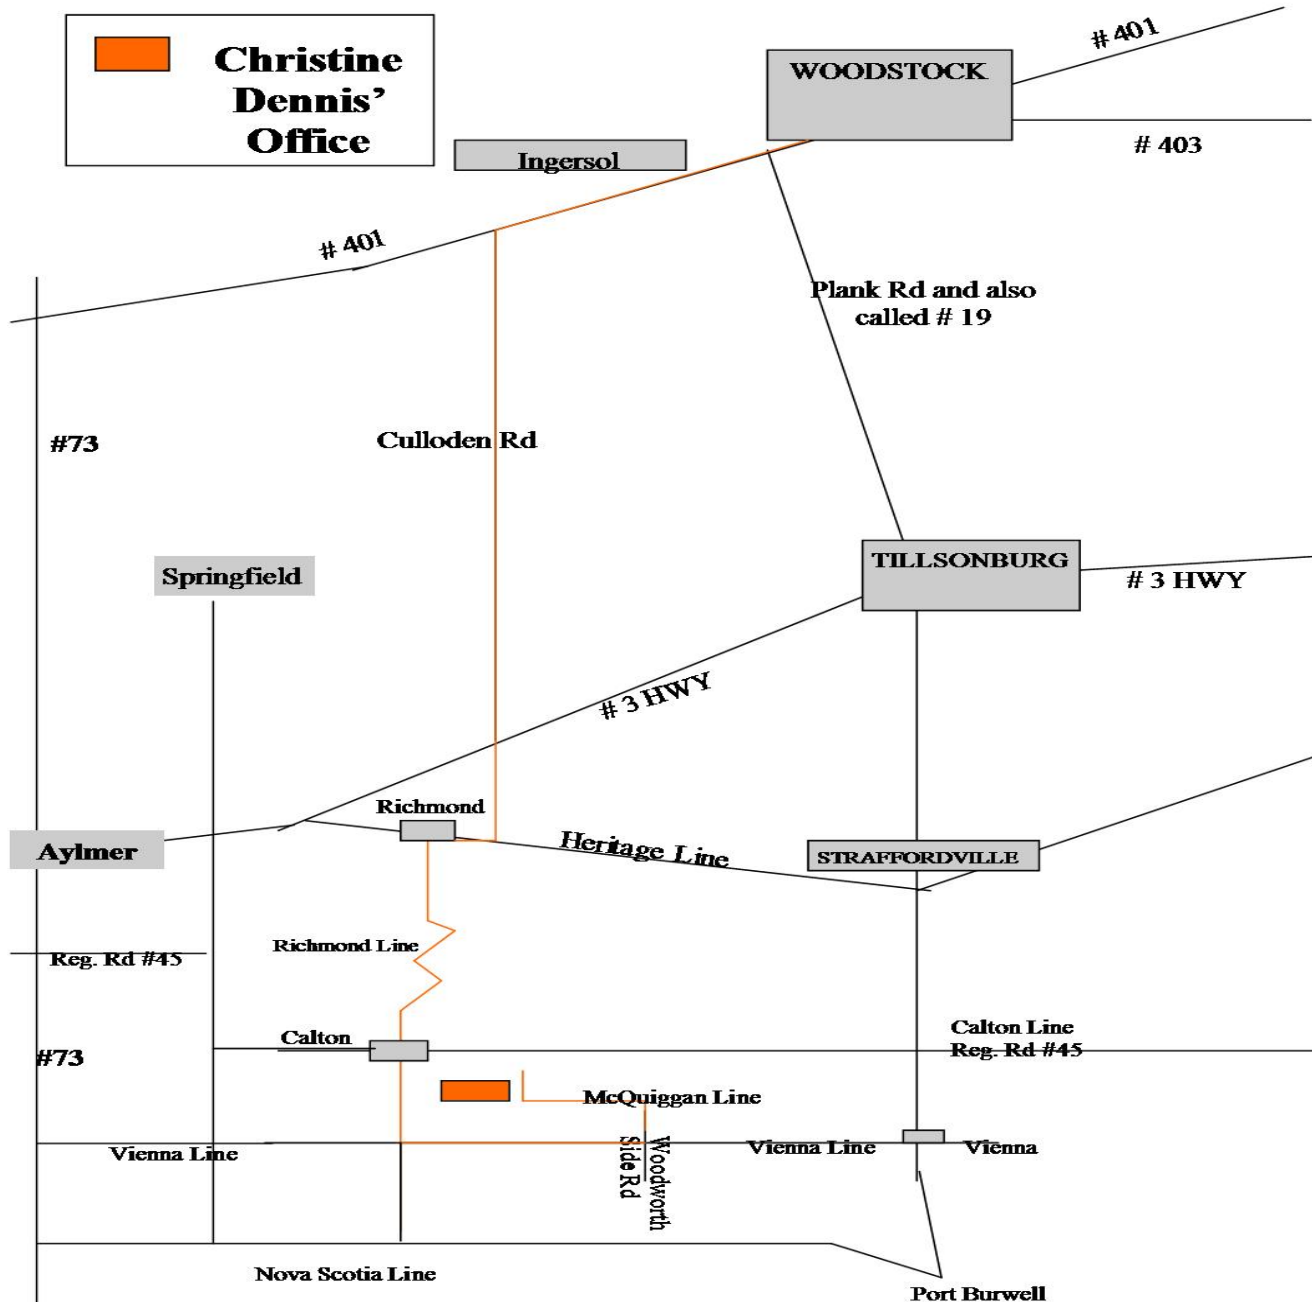 # 401
Christine
Dennis’
Office
WOODSTOCK
# 403
Ingersol
# 401
Plank Rd and also
called # 19
#73
Culloden Rd
TILLSONBURG
# 3 HWY
Springfield
# 3 HWY
Richmond
Aylmer
Heritage Line
STRAFFORDVILLE
Richmond Line
Reg. Rd #45
Calton
Calton Line
Reg. Rd #45
#73
McQuiggan Line
Vienna Line
Woodworth
Side Rd
Vienna Line
Vienna
Nova Scotia Line
Port Burwell